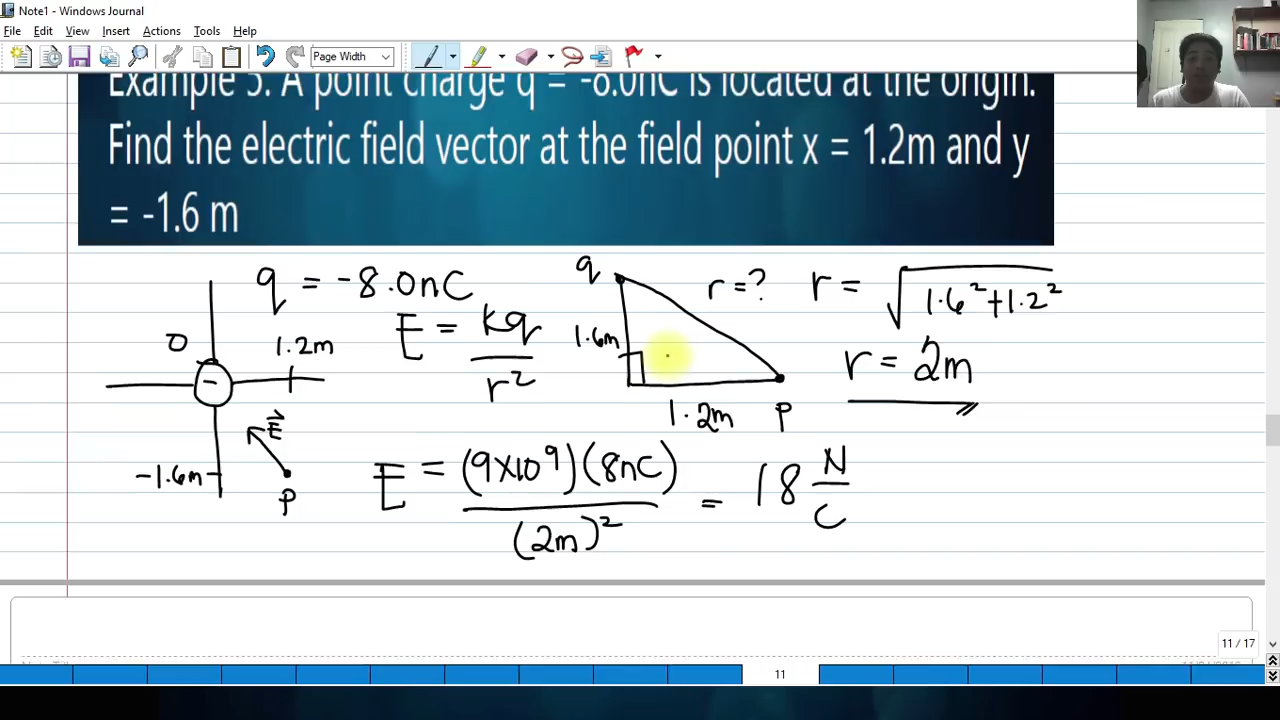 Note1 - Windows Journal
File Edit View Insert Actions Tools Help
Page Width
Example 5. A point charge q = -8.0nC is located at the origin.
Find the electric field vector at the field point x = 1.2m and y
= -1.6 m
q = -8.0nC
E = kq
r²
0
1.2m
-1.6m
E
P
q
r = ?
1.6m
1.2m
P
r = √1.6²+1.2²
r = 2m
E = (9x10⁹)(8nC) = 18 N/C
(2m)²
11 / 17
11